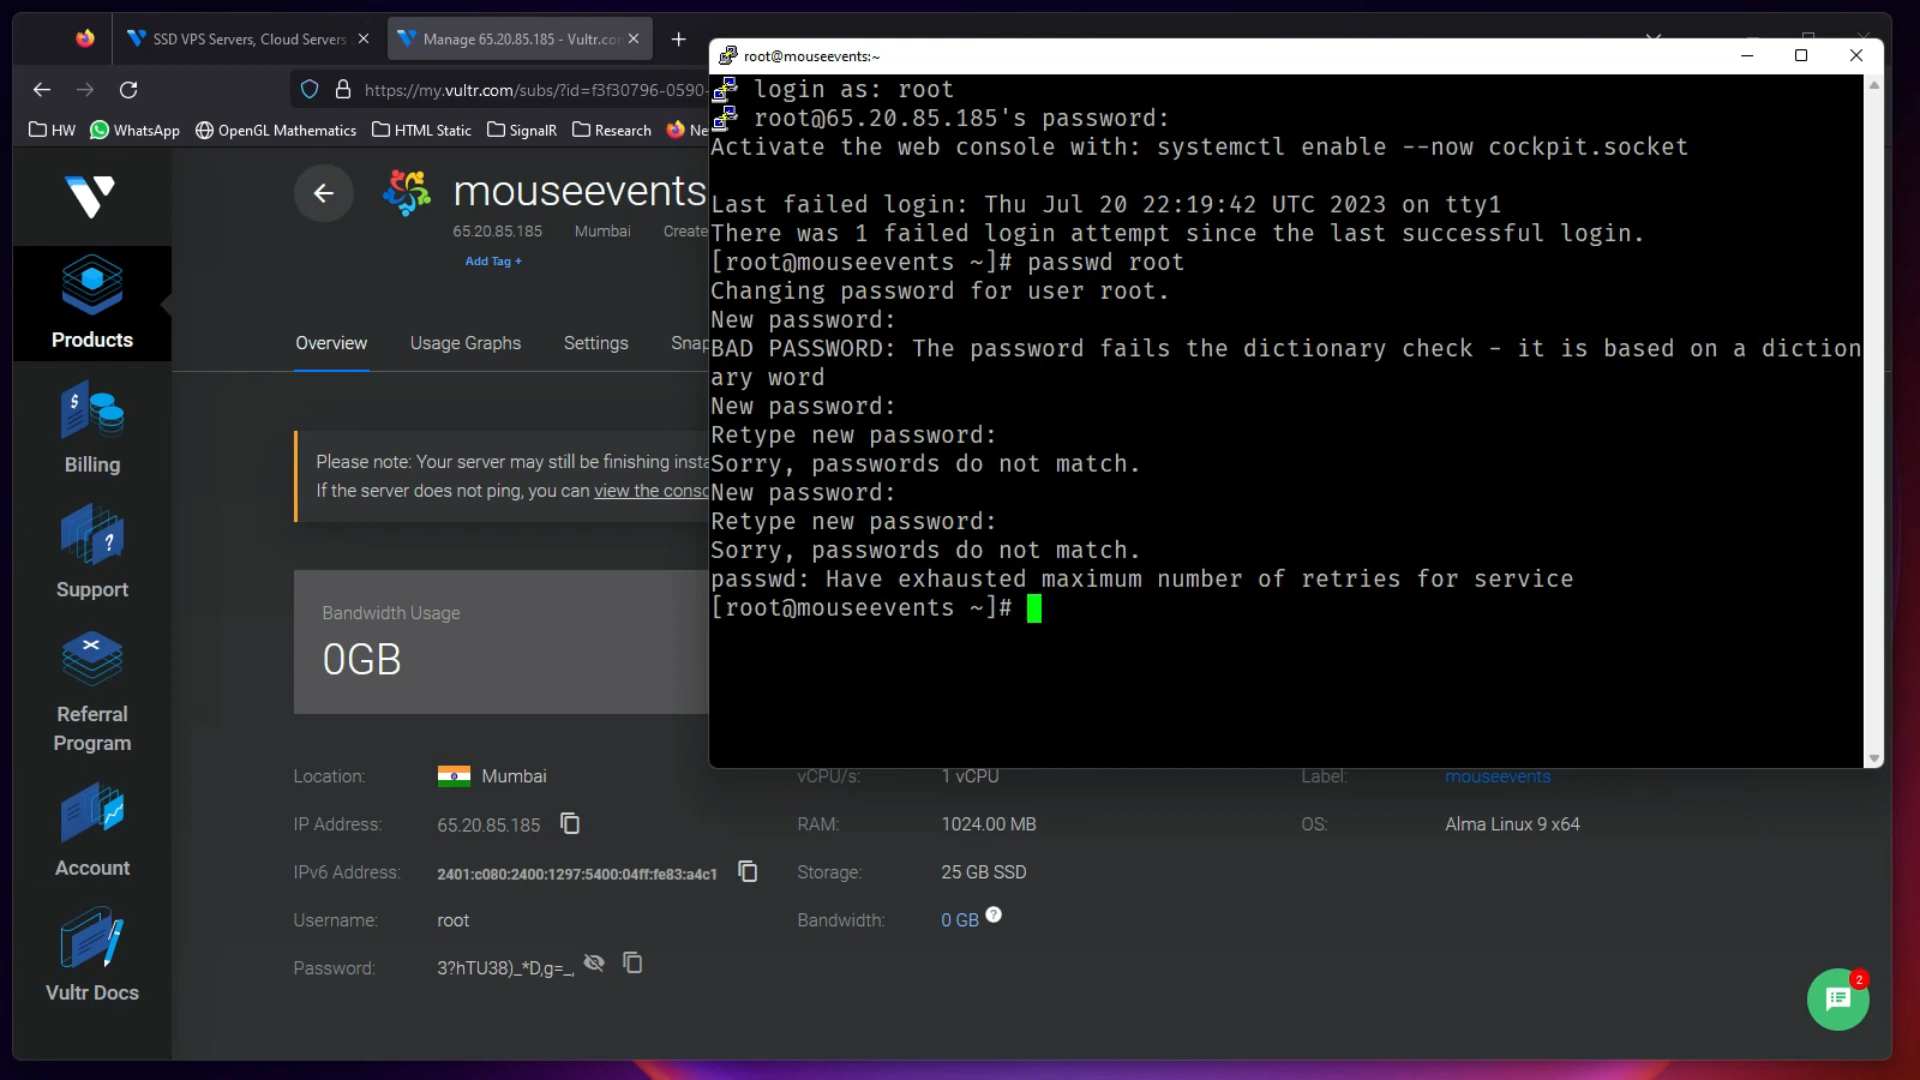 SSD VPS Servers, Cloud Servers
Manage 65.20.85.185 - Vultr.co
https://my.vultr.com/subs/?id=f3f30796-0590-
HW
WhatsApp
OpenGL Mathematics
HTML Static
SignalR
Research
Ne
Products
Billing
Support
Referral
Program
Account
Vultr Docs
mouseevents
65.20.85.185
Mumbai
Create
Add Tag +
Overview
Usage Graphs
Settings
Snap
Please note: Your server may still be finishing insta
If the server does not ping, you can view the conso
Bandwidth Usage
0GB
Location: Mumbai
IP Address: 65.20.85.185
IPv6 Address: 2401:c080:2400:1297:5400:04ff:fe83:a4c1
Username: root
Password: 3?hTU38)_*D,g=_,
vCPU/s: 1 vCPU
RAM: 1024.00 MB
Storage: 25 GB SSD
Bandwidth: 0 GB ?
Label: mouseevents
OS: Alma Linux 9 x64
2
root@mouseevents:~
login as: root
root@65.20.85.185's password:
Activate the web console with: systemctl enable --now cockpit.socket
Last failed login: Thu Jul 20 22:19:42 UTC 2023 on tty1
There was 1 failed login attempt since the last successful login.
[root@mouseevents ~]# passwd root
Changing password for user root.
New password:
BAD PASSWORD: The password fails the dictionary check - it is based on a diction
ary word
New password:
Retype new password:
Sorry, passwords do not match.
New password:
Retype new password:
Sorry, passwords do not match.
passwd: Have exhausted maximum number of retries for service
[root@mouseevents ~]#